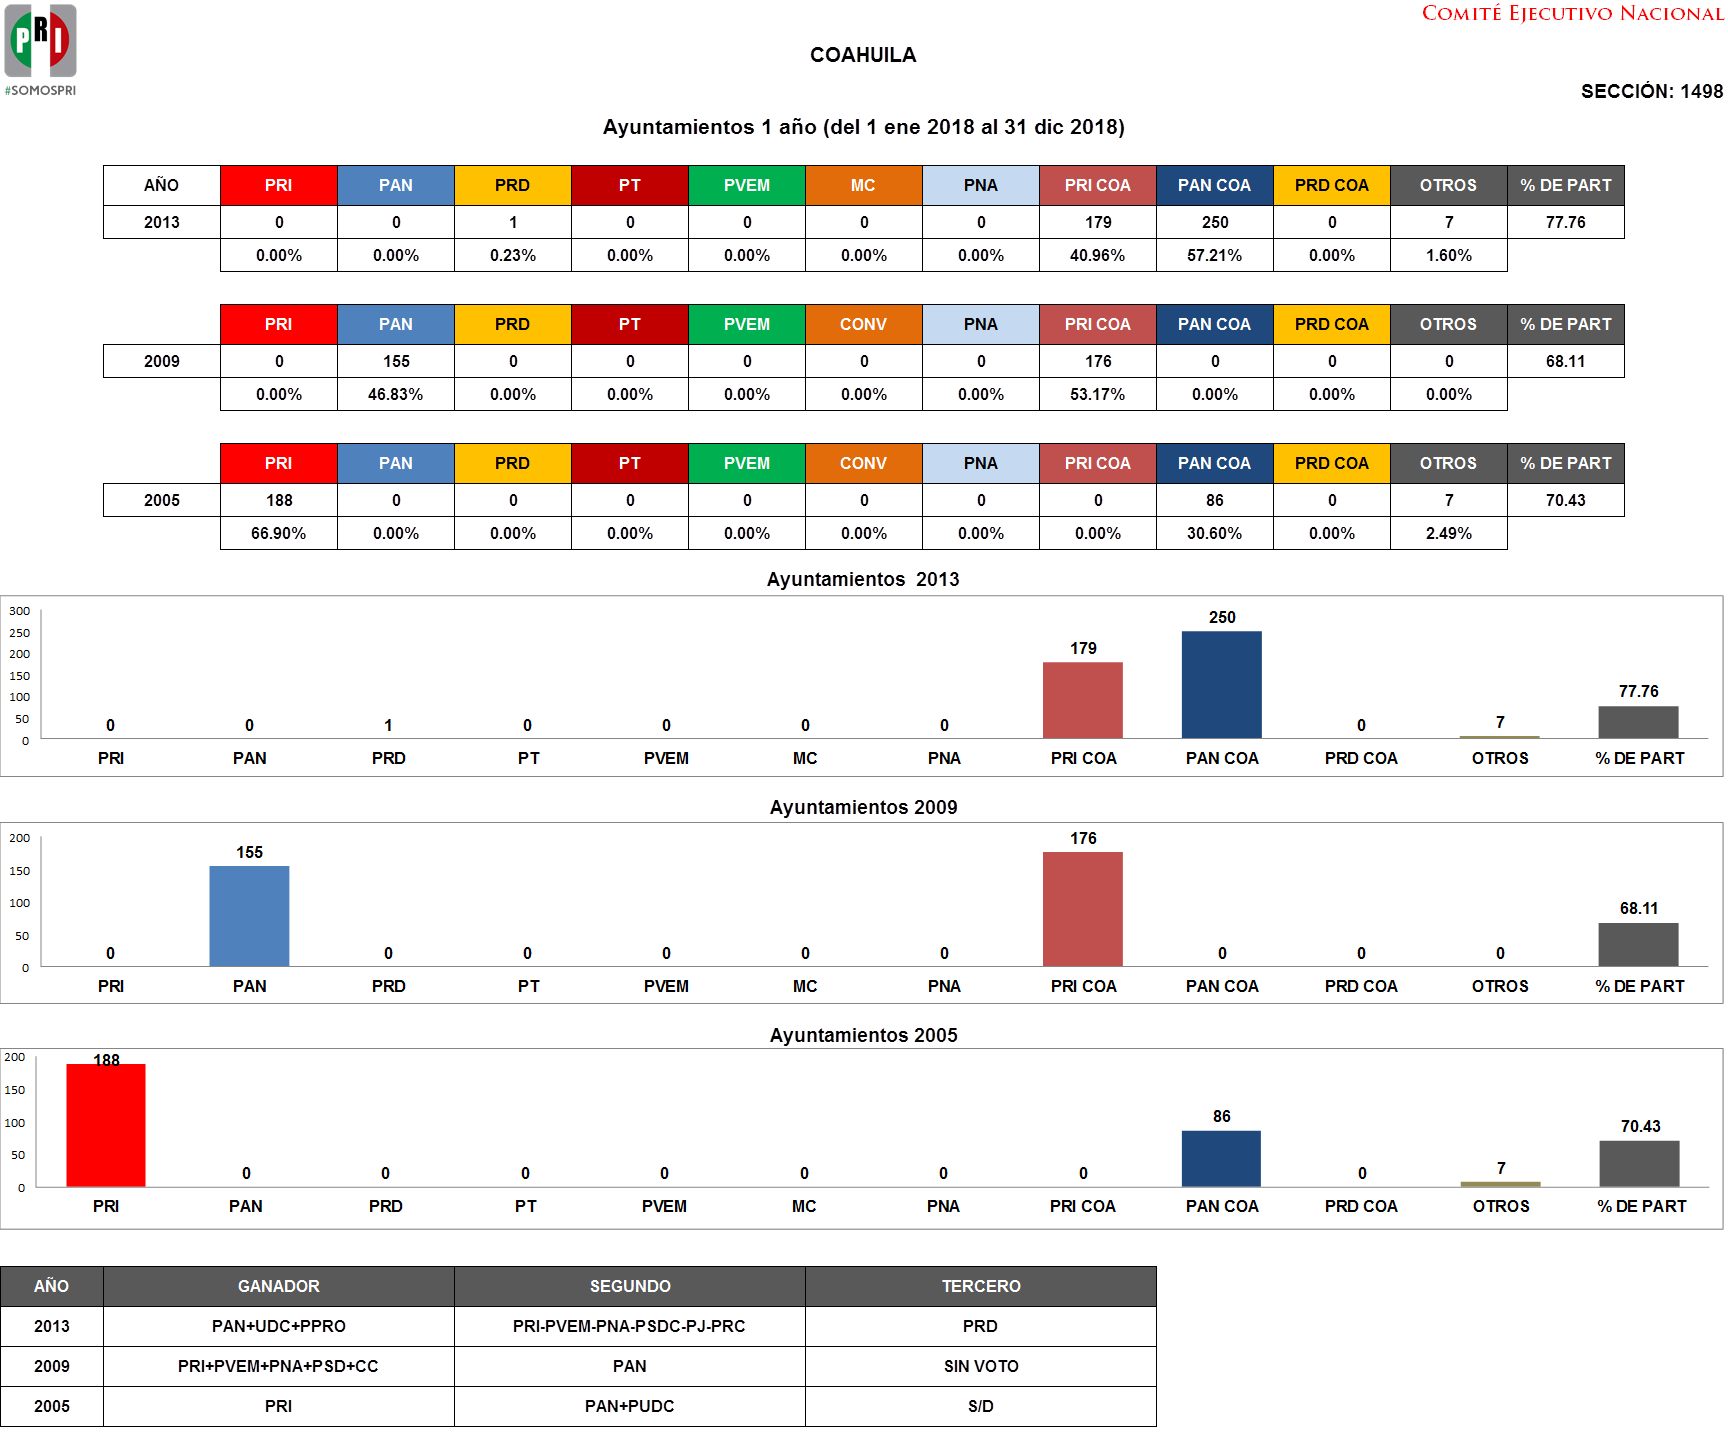 PRI
#SOMOSPRI
COMITÉ EJECUTIVO NACIONAL
COAHUILA
SECCIÓN: 1498
Ayuntamientos 1 año (del 1 ene 2018 al 31 dic 2018)
AÑO PRI PAN PRD PT PVEM MC PNA PRI COA PAN COA PRD COA OTROS % DE PART
2013 0 0 1 0 0 0 0 179 250 0 7 77.76
0.00% 0.00% 0.23% 0.00% 0.00% 0.00% 0.00% 40.96% 57.21% 0.00% 1.60%
PRI PAN PRD PT PVEM CONV PNA PRI COA PAN COA PRD COA OTROS % DE PART
2009 0 155 0 0 0 0 0 176 0 0 0 68.11
0.00% 46.83% 0.00% 0.00% 0.00% 0.00% 0.00% 53.17% 0.00% 0.00% 0.00%
PRI PAN PRD PT PVEM CONV PNA PRI COA PAN COA PRD COA OTROS % DE PART
2005 188 0 0 0 0 0 0 0 86 0 7 70.43
66.90% 0.00% 0.00% 0.00% 0.00% 0.00% 0.00% 0.00% 30.60% 0.00% 2.49%
Ayuntamientos 2013
300
250
200
150
100
50
0
0 0 1 0 0 0 0 179 250 0 7 77.76
PRI PAN PRD PT PVEM MC PNA PRI COA PAN COA PRD COA OTROS % DE PART
Ayuntamientos 2009
200
150
100
50
0
0 155 0 0 0 0 0 176 0 0 0 68.11
PRI PAN PRD PT PVEM MC PNA PRI COA PAN COA PRD COA OTROS % DE PART
Ayuntamientos 2005
200
150
100
50
0
188 0 0 0 0 0 0 0 86 0 7 70.43
PRI PAN PRD PT PVEM MC PNA PRI COA PAN COA PRD COA OTROS % DE PART
AÑO GANADOR SEGUNDO TERCERO
2013 PAN+UDC+PPRO PRI-PVEM-PNA-PSDC-PJ-PRC PRD
2009 PRI+PVEM+PNA+PSD+CC PAN SIN VOTO
2005 PRI PAN+PUDC S/D